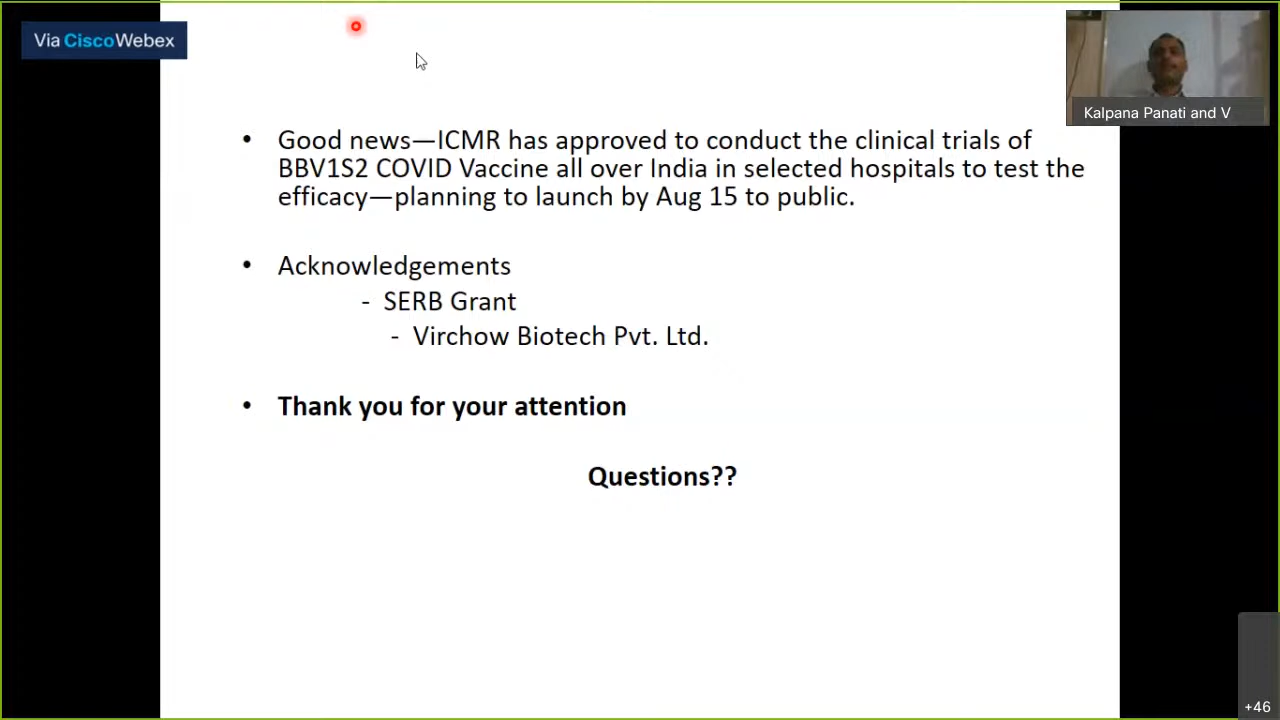 Via Cisco Webex
Kalpana Panati and V
• Good news—ICMR has approved to conduct the clinical trials of
BBV1S2 COVID Vaccine all over India in selected hospitals to test the
efficacy—planning to launch by Aug 15 to public.
• Acknowledgements
- SERB Grant
- Virchow Biotech Pvt. Ltd.
• Thank you for your attention
Questions??
+46